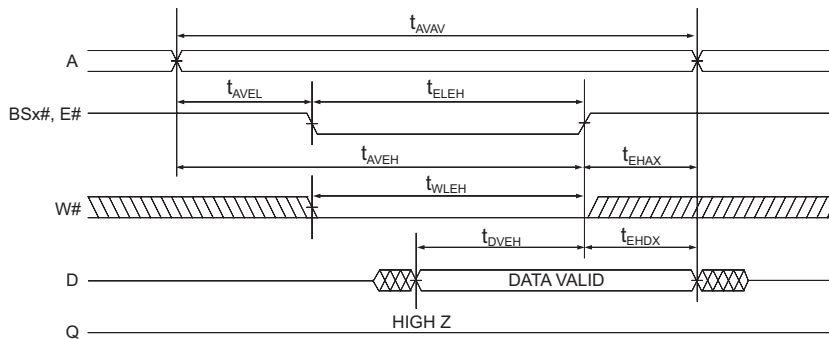 tAVAV
A
tAVEL
tELEH
BSx#, E#
tAVEH
tEHAX
tWLEH
W#
tDVEH
tEHDX
D
DATA VALID
HIGH Z
Q